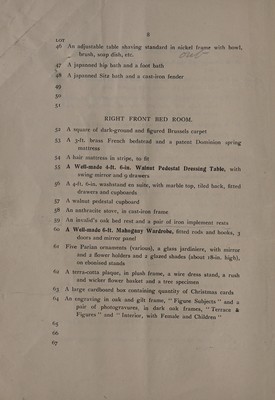 8
101
46 An adjustable table shaving standard in nickel frame with bowl,
brush, soap dish, etc.
47 A japanned hip bath and a foot bath
48 A japanned Sitz bath and a cast-iron feeder
49
50
51
RIGHT FRONT BED ROOM.
52 A square of dark-ground and figured Brussels carpet
53 A 3-ft. brass French bedstead and a patent Dominion spring
mattress
54 A hair mattress in stripe, to fit
55 A Well-made 4-ft. 6-in. Walnut Pedestal Dressing Table, with
swing mirror and 9 drawers
56 A 4-ft. 6-in. washstand en suite, with marble top, tiled back, fitted
drawers and cupboards
57 A walnut pedestal cupboard
58 An anthracite stove, in cast-iron frame
59 An invalid's oak bed rest and a pair of iron implement rests
60 A Well-made 6-ft. Mahogany Wardrobe, fitted rods and hooks, 3
doors and mirror panel
61 Five Parian ornaments (various), a glass jardiniere, with mirror
and 2 flower holders and 2 glazed shades (about 18-in. high),
on ebonised stands
62 A terra-cotta plaque, in plush frame, a wire dress stand, a rush
and wicker flower basket and a tree specimen
63 A large cardboard box containing quantity of Christmas cards
64 An engraving in oak and gilt frame, "Figure Subjects" and a
pair of photogravures, in dark oak frames, "Terrace &
Figures" and "Interior, with Female and Children"
65
66
67